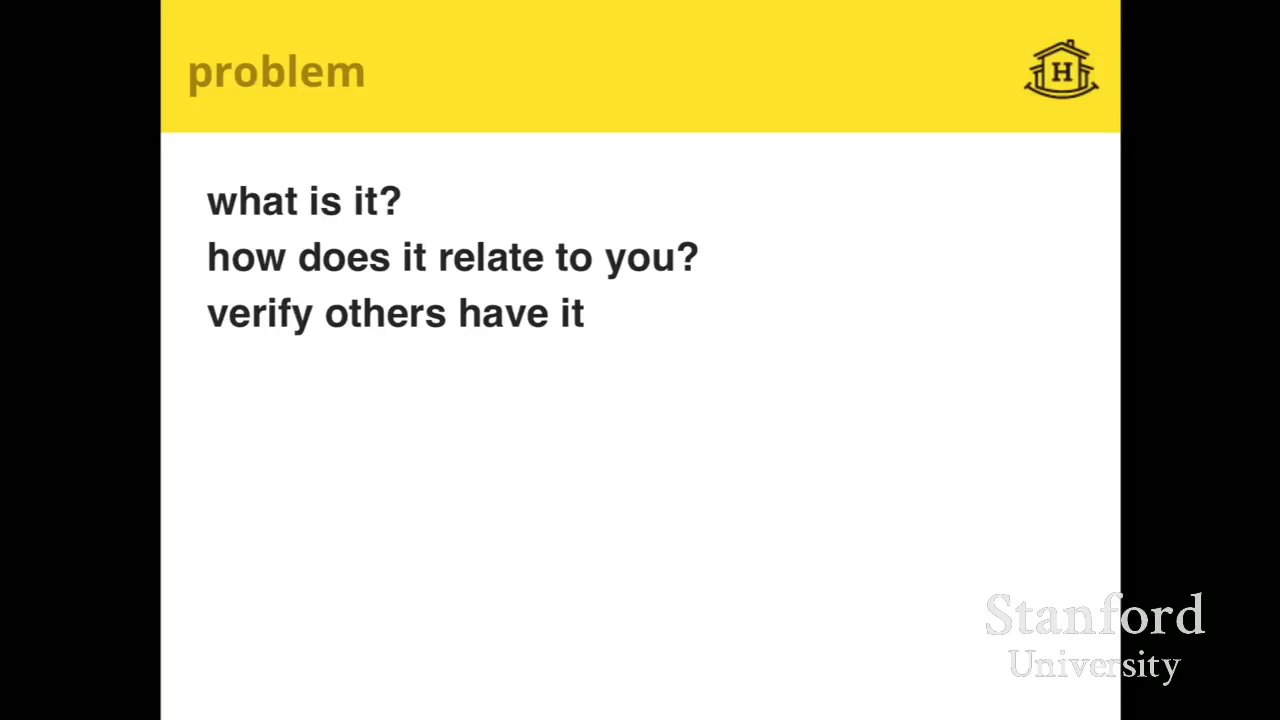 problem
H
what is it?
how does it relate to you?
verify others have it
Stanford
University